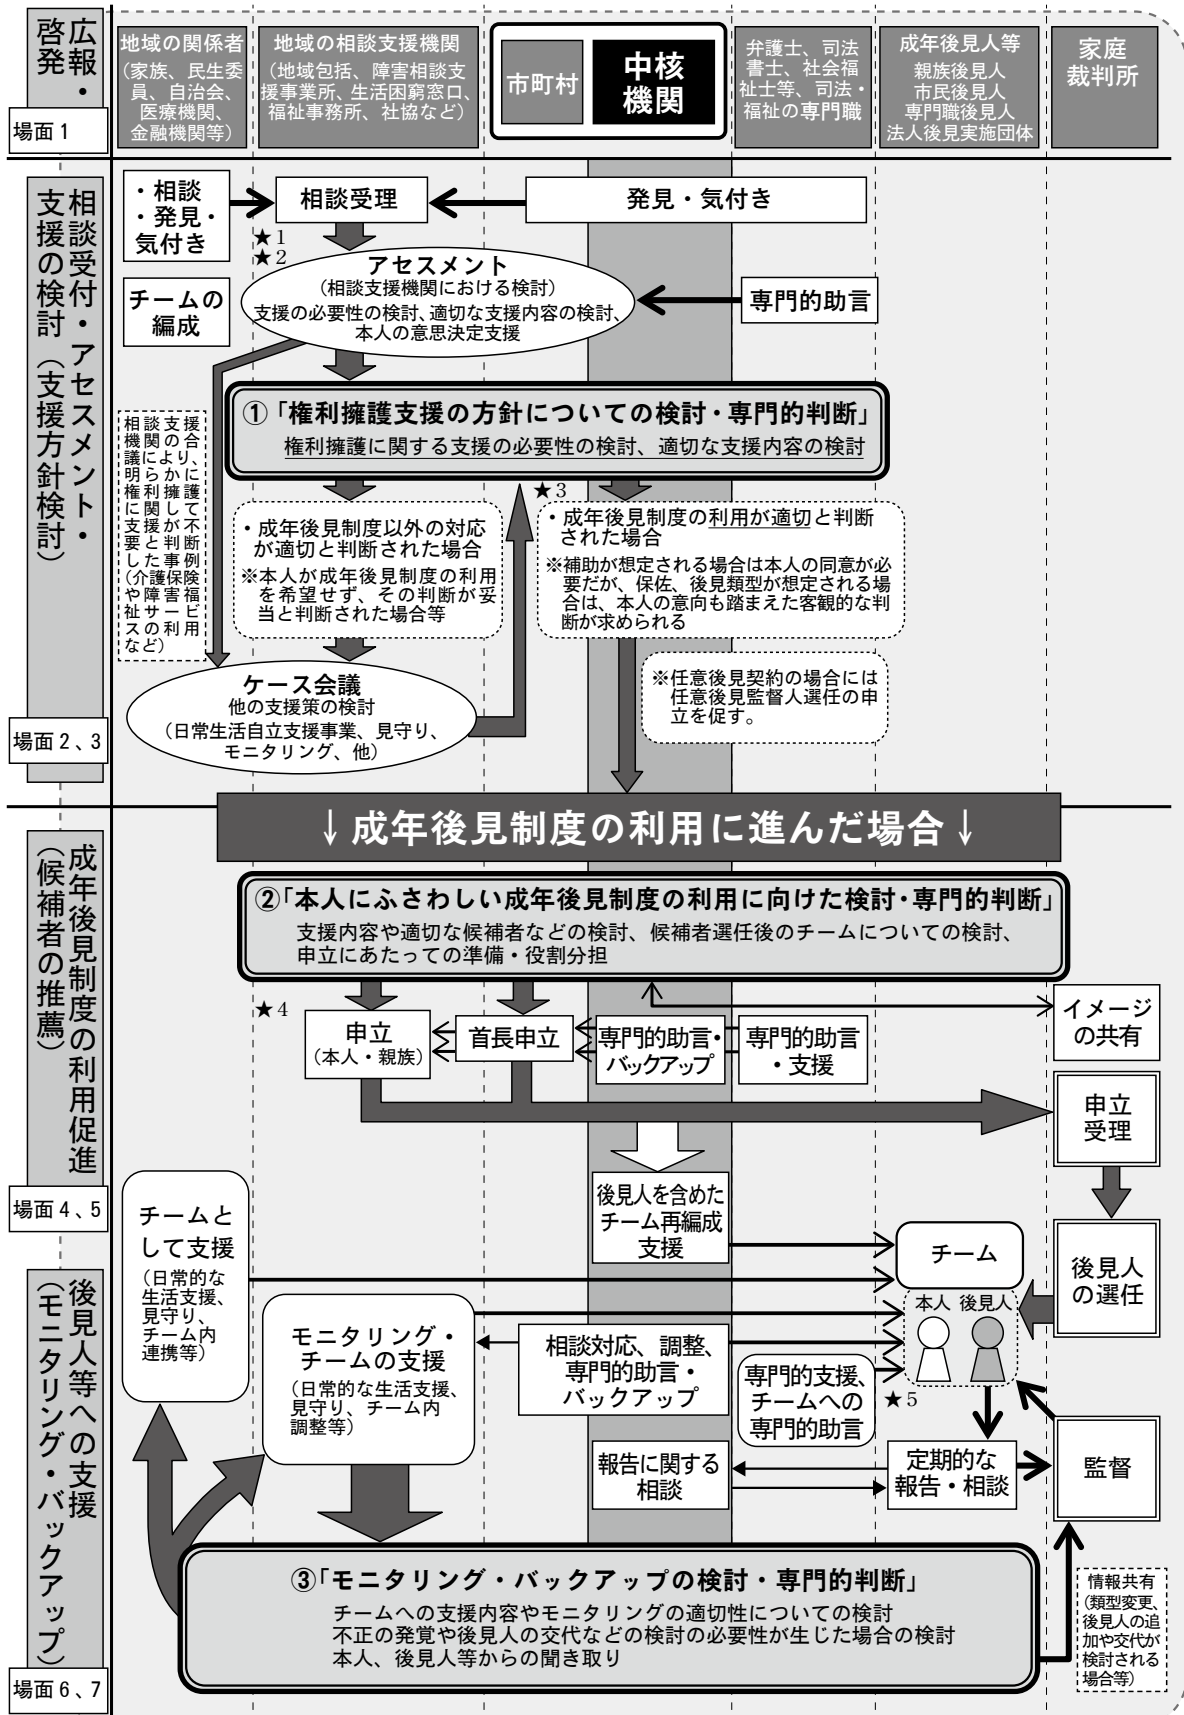 広報・
啓発
場面1
地域の関係者
（家族、民生委
員、自治会、
医療機関、
金融機関等）
地域の相談支援機関
（地域包括、障害相談支
援事業所、生活困窮窓口、
福祉事務所、社協など）
市町村
中核
機関
弁護士、司法
書士、社会福
祉士等、司法・
福祉の専門職
成年後見人等
親族後見人
市民後見人
専門職後見人
法人後見実施団体
家庭
裁判所
相談受付・アセスメント・
支援の検討（支援方針検討）
場面2、3
・相談
・発見・
気付き
相談受理
発見・気付き
★1
★2
チームの
編成
アセスメント
（相談支援機関における検討）
支援の必要性の検討、適切な支援内容の検討、
本人の意思決定支援
専門的助言
①「権利擁護支援の方針についての検討・専門的判断」
権利擁護に関する支援の必要性の検討、適切な支援内容の検討
相談支援
機関の合
議により、
明らかに
権利擁護
に関して
支援が不
要と判断
した事例
（介護保険
や障害福
祉サービ
スの利用
など）
★3
・成年後見制度以外の対応
が適切と判断された場合
※本人が成年後見制度の利用
を希望せず、その判断が妥
当と判断された場合等
・成年後見制度の利用が適切と判断
された場合
※補助が想定される場合は本人の同意が必
要だが、保佐、後見類型が想定される場
合は、本人の意向も踏まえた客観的な判
断が求められる
ケース会議
他の支援策の検討
（日常生活自立支援事業、見守り、
モニタリング、他）
※任意後見契約の場合には
任意後見監督人選任の申
立を促す。
↓成年後見制度の利用に進んだ場合↓
成年後見制度の利用促進
（候補者の推薦）
場面4、5
②「本人にふさわしい成年後見制度の利用に向けた検討・専門的判断」
支援内容や適切な候補者などの検討、候補者選任後のチームについての検討、
申立にあたっての準備・役割分担
★4
申立
（本人・親族）
首長申立
専門的助言・
バックアップ
専門的助言
・支援
イメージ
の共有
申立
受理
後見人を含めた
チーム再編成
支援
チーム
後見人
の選任
本人 後見人
後見人等への支援
（モニタリング・バックアップ）
場面6、7
チームと
して支援
（日常的な
生活支援、
見守り、
チーム内
連携等）
モニタリング・
チームの支援
（日常的な生活支援、
見守り、チーム内
調整等）
相談対応、調整、
専門的助言・
バックアップ
専門的支援、
チームへの
専門的助言
★5
報告に関する
相談
定期的な
報告・相談
監督
③「モニタリング・バックアップの検討・専門的判断」
チームへの支援内容やモニタリングの適切性についての検討
不正の発覚や後見人の交代などの検討の必要性が生じた場合の検討
本人、後見人等からの聞き取り
情報共有
（類型変更、
後見人の追
加や交代が
検討される
場合等）